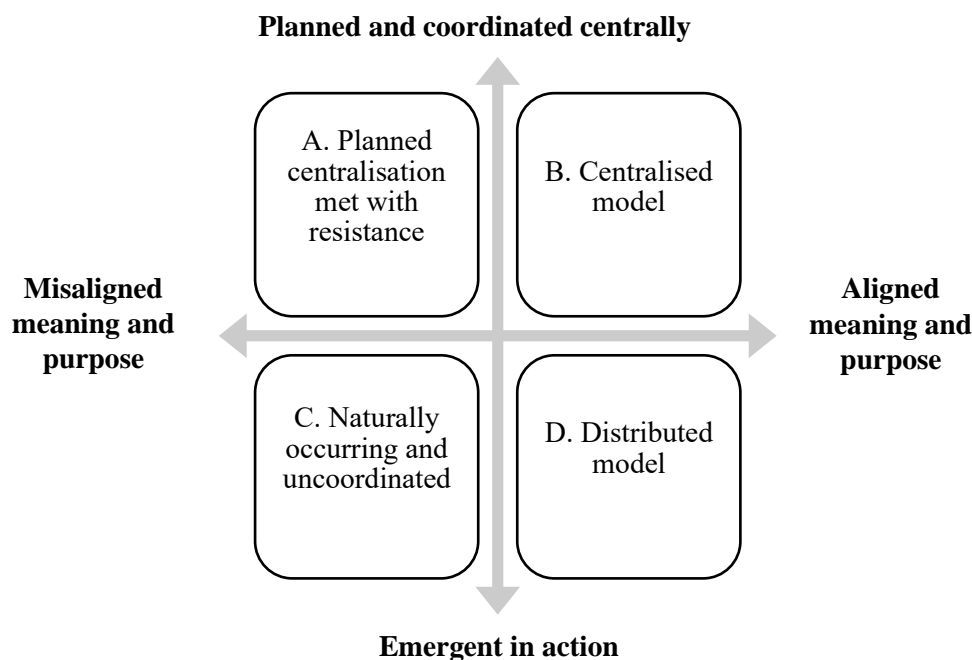 Planned and coordinated centrally
A. Planned
centralisation
met with
resistance
B. Centralised
model
Misaligned
meaning and
purpose
Aligned
meaning and
purpose
C. Naturally
occurring and
uncoordinated
D. Distributed
model
Emergent in action